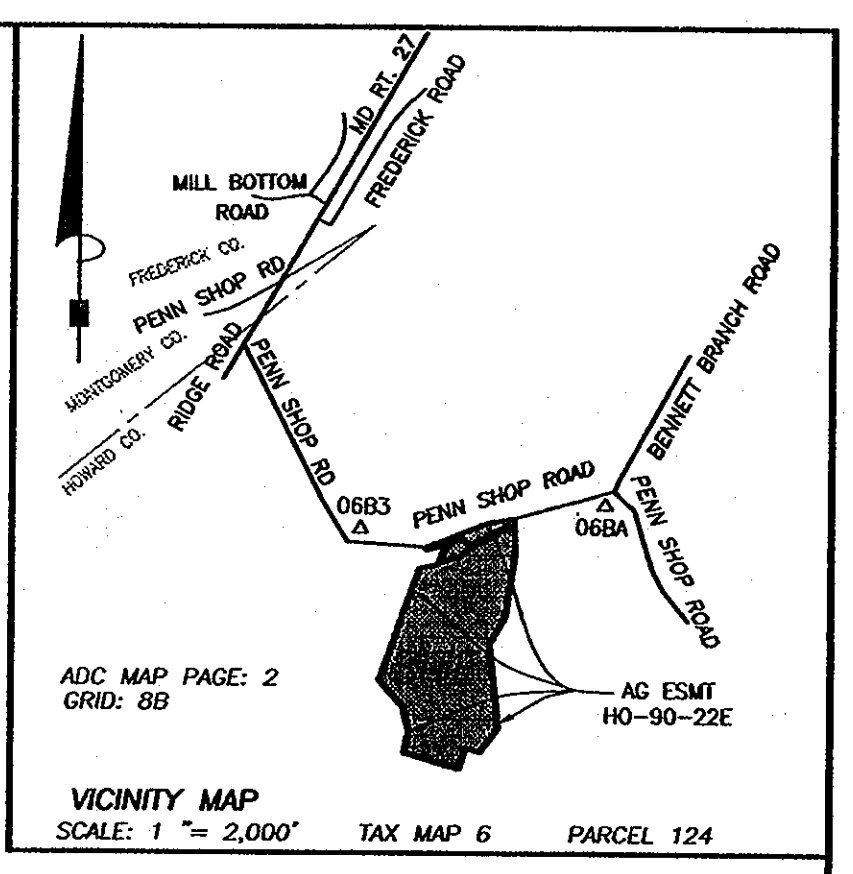 MD RT. 27
FREDERICK ROAD
MILL BOTTOM
ROAD
FREDERICK CO.
PENN SHOP RD
MONTGOMERY CO.
RIDGE ROAD
HOWARD CO.
PENN SHOP RD
BENNETT BRANCH ROAD
06B3
PENN SHOP ROAD
06BA
PENN SHOP ROAD
ADC MAP PAGE: 2
GRID: 8B
AG ESMT
HO-90-22E
VICINITY MAP
SCALE: 1 "= 2,000' TAX MAP 6 PARCEL 124